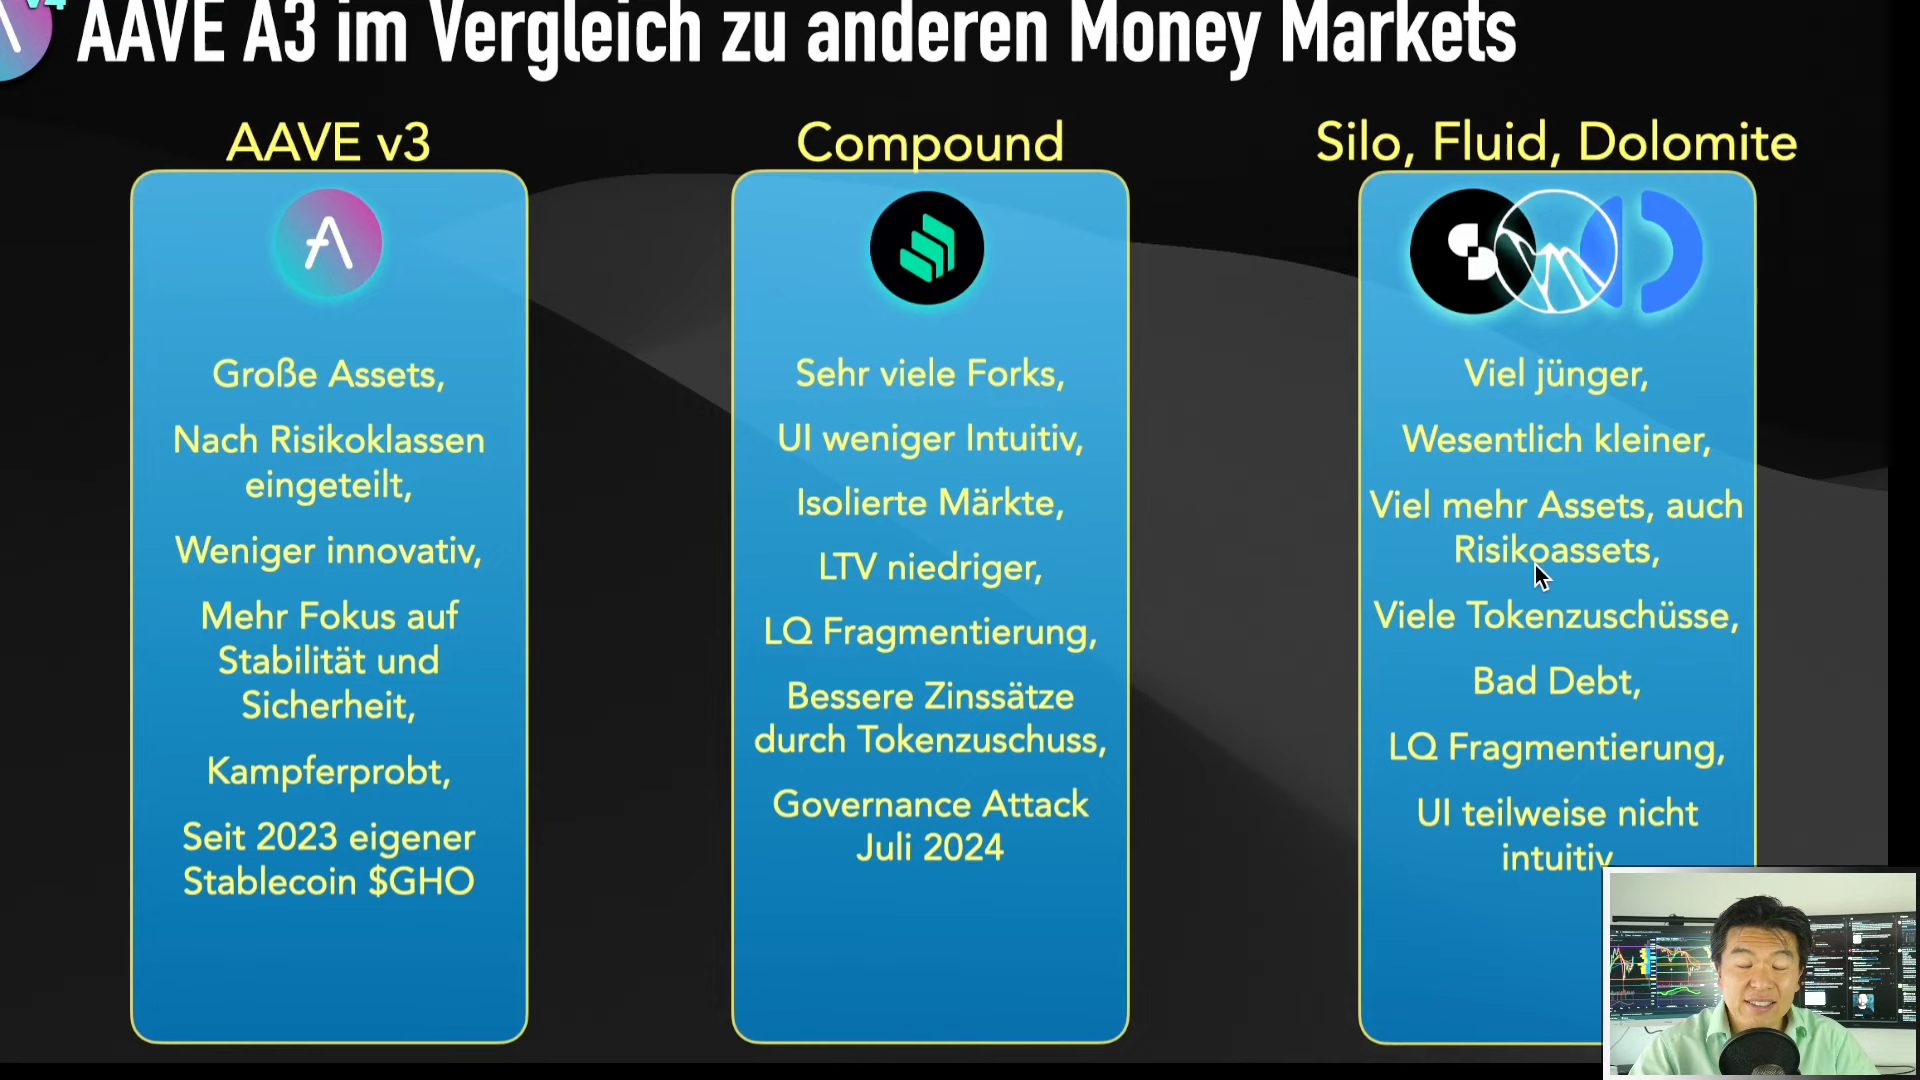 v4
AAVE A3 im Vergleich zu anderen Money Markets
AAVE v3
Große Assets,
Nach Risikoklassen
eingeteilt,
Weniger innovativ,
Mehr Fokus auf
Stabilität und
Sicherheit,
Kampferprobt,
Seit 2023 eigener
Stablecoin $GHO
Compound
Sehr viele Forks,
UI weniger Intuitiv,
Isolierte Märkte,
LTV niedriger,
LQ Fragmentierung,
Bessere Zinssätze
durch Tokenzuschuss,
Governance Attack
Juli 2024
Silo, Fluid, Dolomite
Viel jünger,
Wesentlich kleiner,
Viel mehr Assets, auch
Risikoassets,
Viele Tokenzuschüsse,
Bad Debt,
LQ Fragmentierung,
UI teilweise nicht
intuitiv